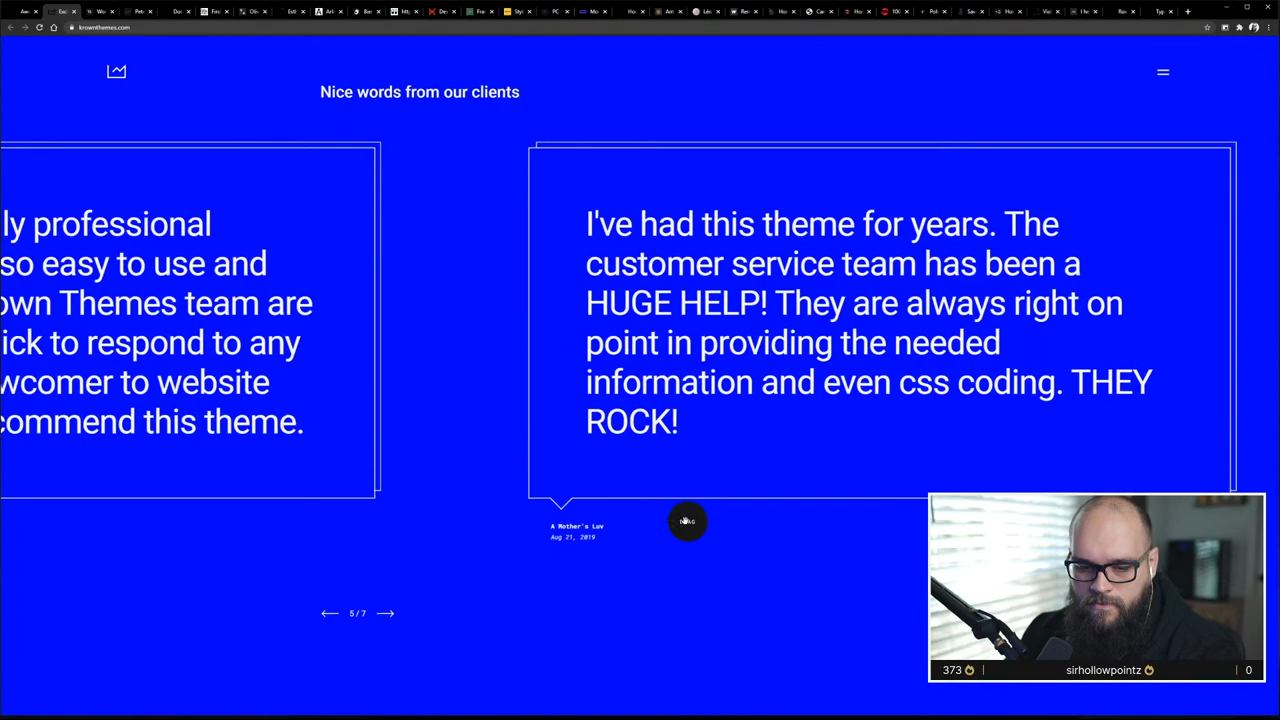 krownthemes.com
Nice words from our clients
ly professional
so easy to use and
own Themes team are
ick to respond to any
wcomer to website
commend this theme.
I've had this theme for years. The
customer service team has been a
HUGE HELP! They are always right on
point in providing the needed
information and even css coding. THEY
ROCK!
A Mother's Luv
Aug 21, 2019
5 / 7
373
sirhollowpointz
0